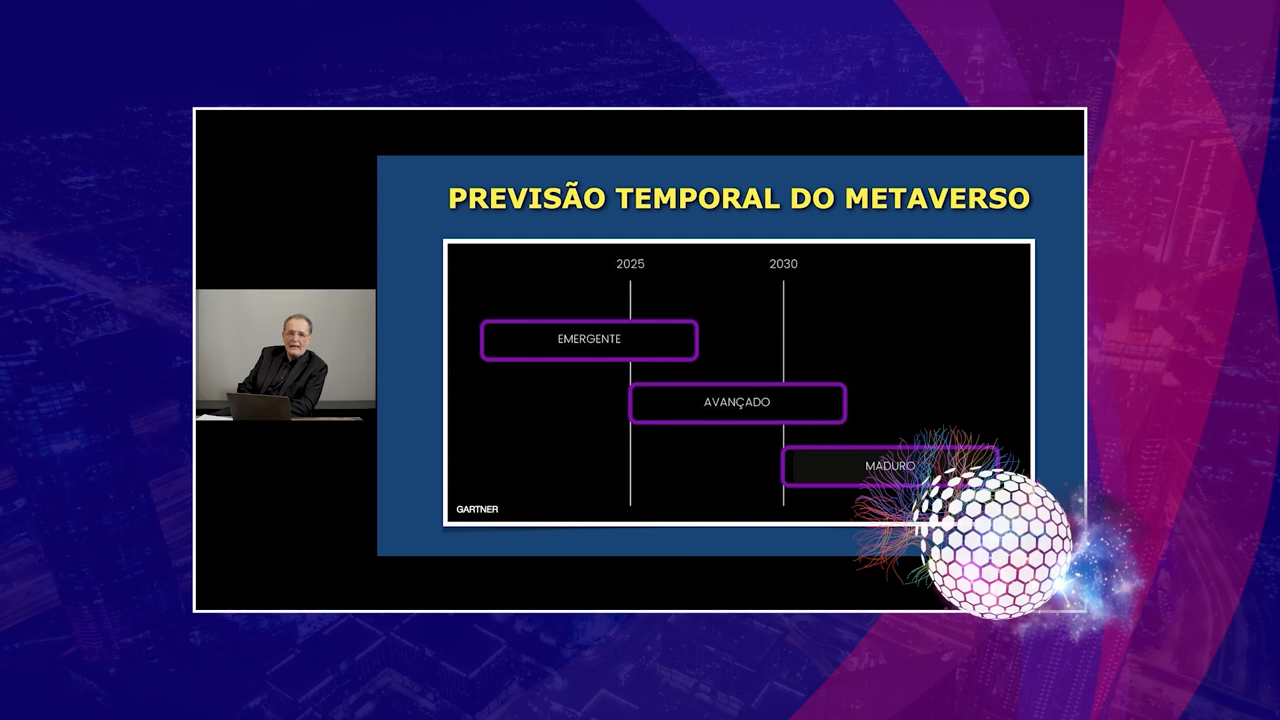 PREVISÃO TEMPORAL DO METAVERSO
2025 2030
EMERGENTE
AVANÇADO
MADURO
GARTNER